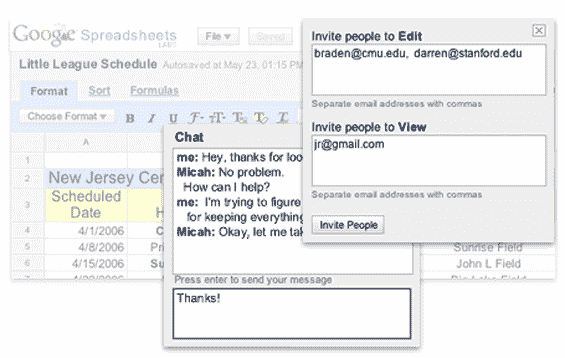 Google Spreadsheets
LABS
File
Saved
Little League Schedule Autosaved at May 23, 01:15 PM
Format Sort Formulas
Choose Format B I U
A
1
2 New Jersey Cer
3 Scheduled
Date
4 4/1/2006
5 4/8/2006 Pri Sunrise Field
6 4/15/2006 Su John L Field
Chat
me: Hey, thanks for loo
Micah: No problem.
How can I help?
me: I'm trying to figure
for keeping everything
Micah: Okay, let me tak
Press enter to send your message
Thanks!
Invite people to Edit
braden@cmu.edu, darren@stanford.edu
Separate email addresses with commas
Invite people to View
jr@gmail.com
Separate email addresses with commas
Invite People